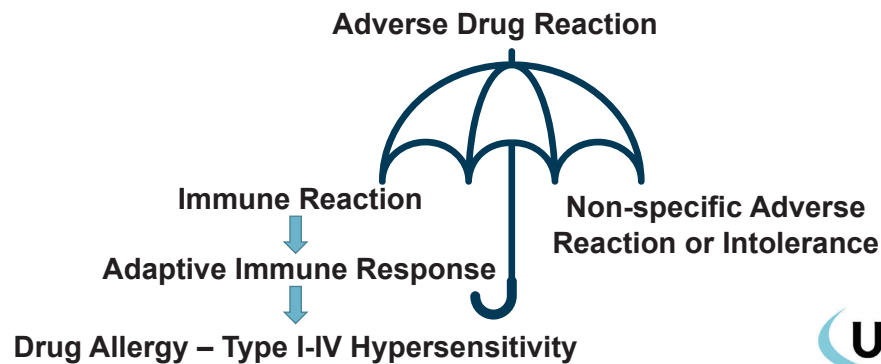 Adverse Drug Reaction
Immune Reaction
Non-specific Adverse
Reaction or Intolerance
Adaptive Immune Response
Drug Allergy – Type I-IV Hypersensitivity
U